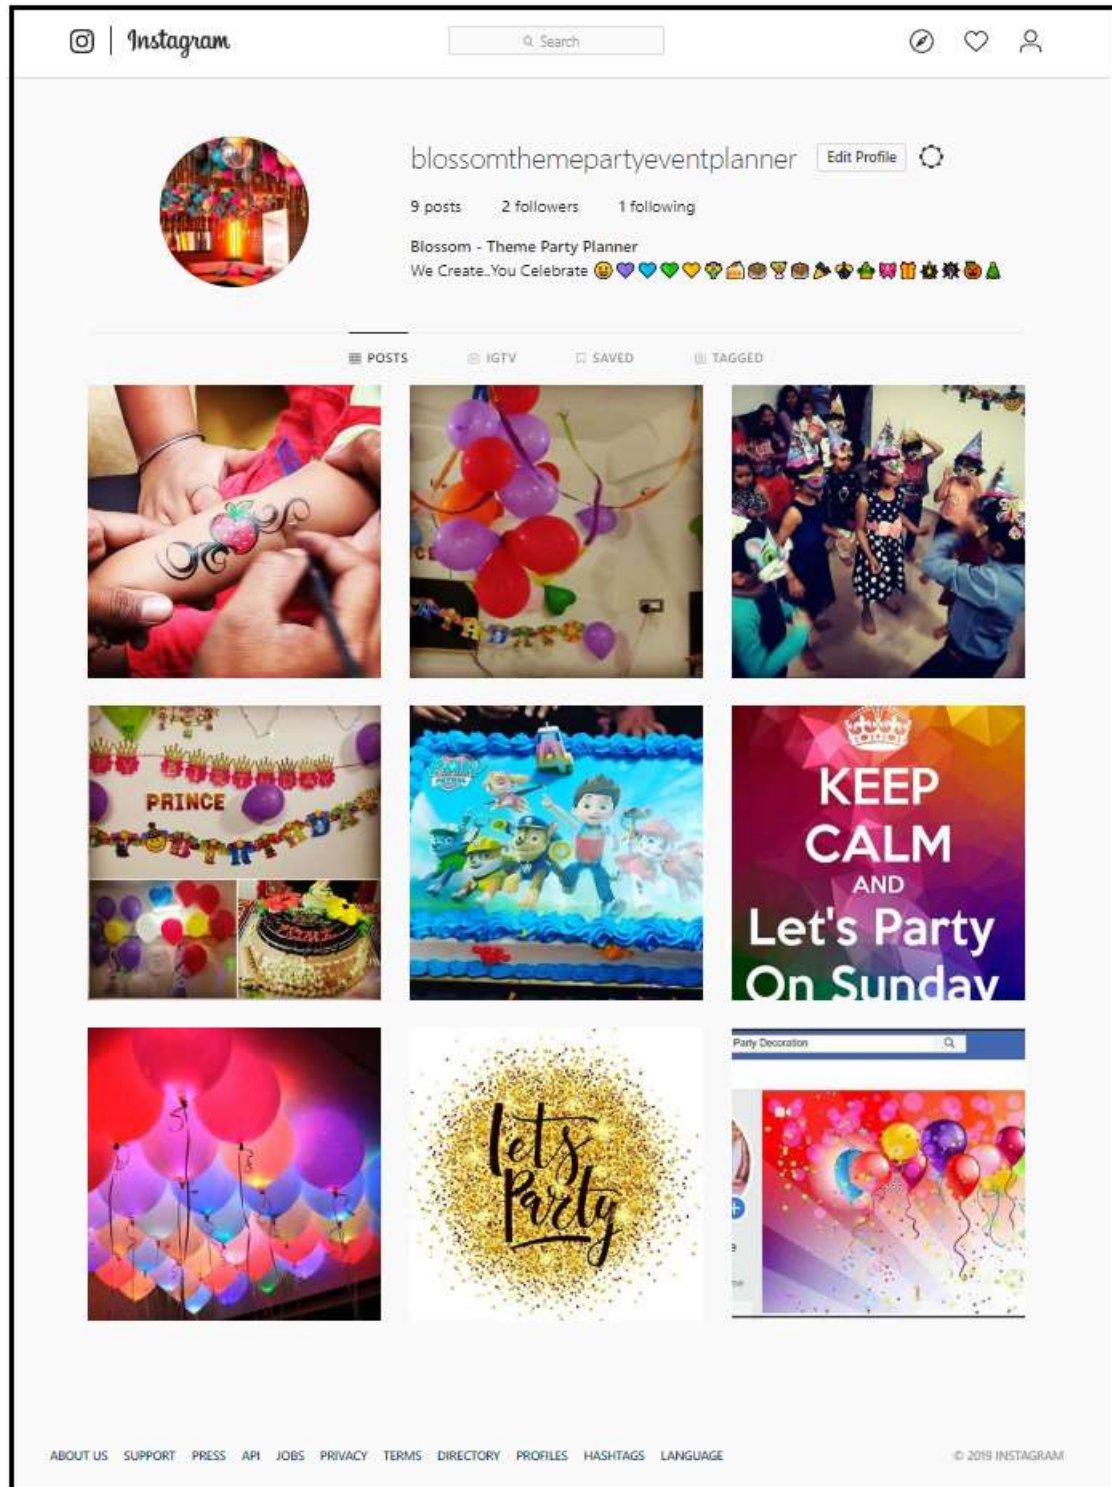 Instagram
Search
blossomthemepartyeventplanner Edit Profile
9 posts 2 followers 1 following
Blossom - Theme Party Planner
We Create..You Celebrate
POSTS IGTV SAVED TAGGED
PRINCE
KEEP
CALM
AND
Let's Party
On Sunday
lets
Party
Party Decoration
ABOUT US SUPPORT PRESS API JOBS PRIVACY TERMS DIRECTORY PROFILES HASHTAGS LANGUAGE © 2019 INSTAGRAM